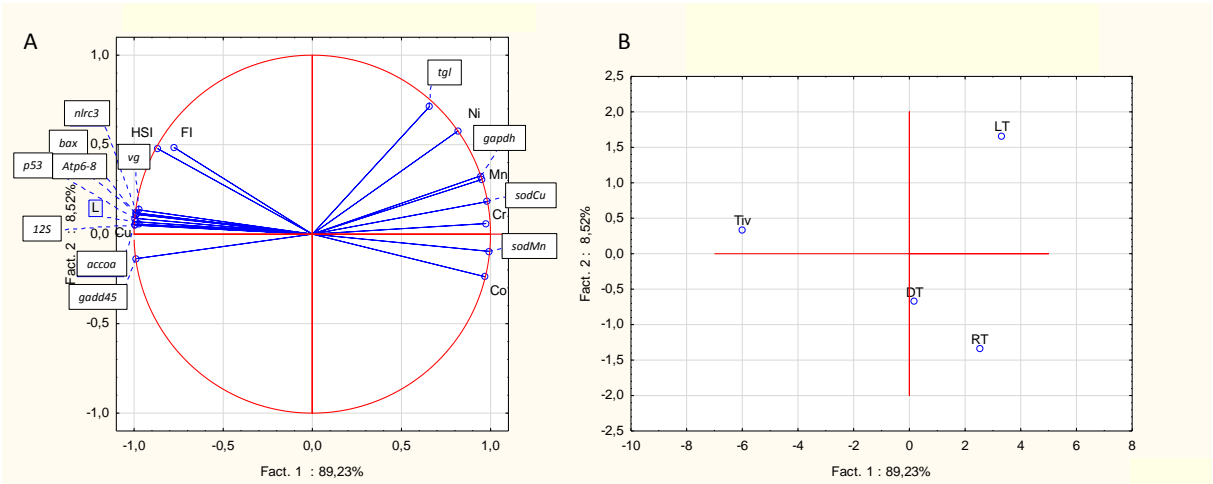 A
1,0
0,5
0,0
-0,5
-1,0
-1,0
-0,5
0,0
0,5
1,0
Fact. 1 : 89,23%
Fact. 2 : 8,52%
tgl
Ni
gapdh
Mn
sodCu
Cr
sodMn
Co
nlrc3
HSI
FI
bax
vg
p53
Atp6-8
L
12S
Cu
accoa
gadd45
B
2,5
2,0
1,5
1,0
0,5
0,0
-0,5
-1,0
-1,5
-2,0
-2,5
-10
-8
-6
-4
-2
0
2
4
6
8
Fact. 1 : 89,23%
Fact. 2 : 8,52%
LT
Tiv
DT
RT